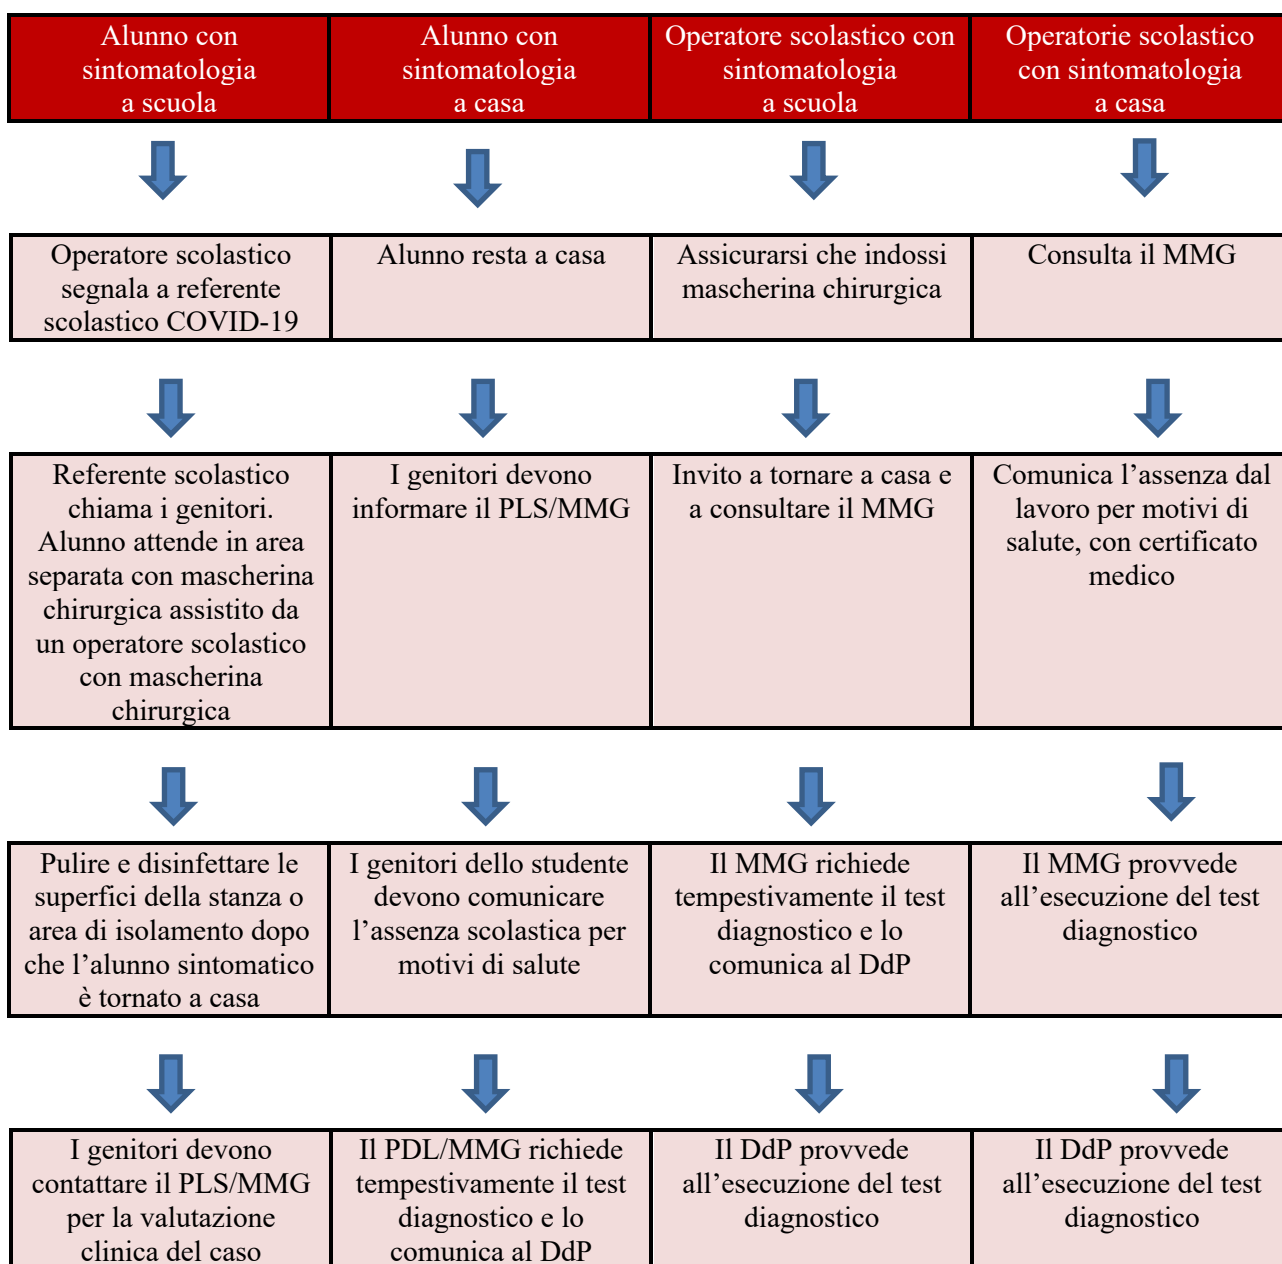 Alunno con
sintomatologia
a scuola
Alunno con
sintomatologia
a casa
Operatore scolastico con
sintomatologia
a scuola
Operatorie scolastico
con sintomatologia
a casa
Operatore scolastico
segnala a referente
scolastico COVID-19
Alunno resta a casa
Assicurarsi che indossi
mascherina chirurgica
Consulta il MMG
Referente scolastico
chiama i genitori.
Alunno attende in area
separata con mascherina
chirurgica assistito da
un operatore scolastico
con mascherina
chirurgica
I genitori devono
informare il PLS/MMG
Invito a tornare a casa e
a consultare il MMG
Comunica l’assenza dal
lavoro per motivi di
salute, con certificato
medico
Pulire e disinfettare le
superfici della stanza o
area di isolamento dopo
che l’alunno sintomatico
è tornato a casa
I genitori dello studente
devono comunicare
l’assenza scolastica per
motivi di salute
Il MMG richiede
tempestivamente il test
diagnostico e lo
comunica al DdP
Il MMG provvede
all’esecuzione del test
diagnostico
I genitori devono
contattare il PLS/MMG
per la valutazione
clinica del caso
Il PDL/MMG richiede
tempestivamente il test
diagnostico e lo
comunica al DdP
Il DdP provvede
all’esecuzione del test
diagnostico
Il DdP provvede
all’esecuzione del test
diagnostico